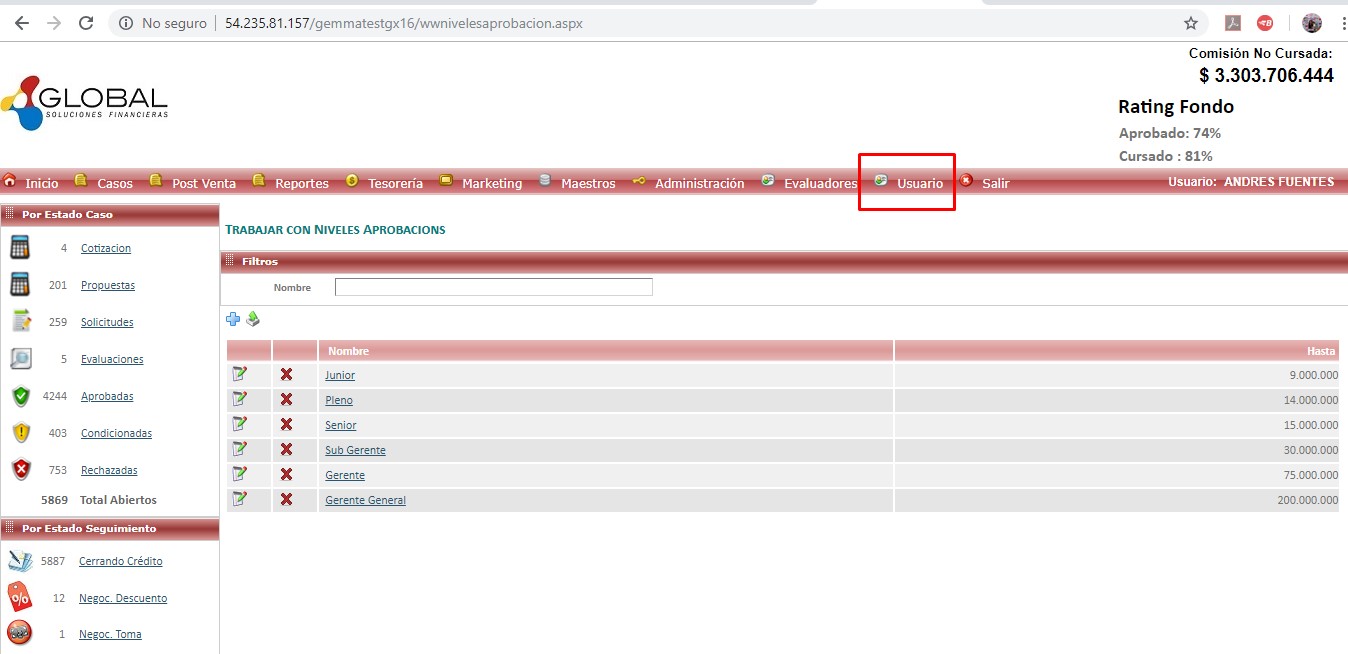 No seguro | 54.235.81.157/gemmatestgx16/wwnivelesaprobacion.aspx
GLOBAL
SOLUCIONES FINANCIERAS
Comisión No Cursada:
$ 3.303.706.444
Rating Fondo
Aprobado: 74%
Cursado : 81%
Inicio Casos Post Venta Reportes Tesorería Marketing Maestros Administración Evaluadores Usuario Salir Usuario: ANDRES FUENTES
Por Estado Caso
4 Cotizacion
201 Propuestas
259 Solicitudes
5 Evaluaciones
4244 Aprobadas
403 Condicionadas
753 Rechazadas
5869 Total Abiertos
Por Estado Seguimiento
5887 Cerrando Crédito
12 Negoc. Descuento
1 Negoc. Toma
TRABAJAR CON NIVELES APROBACIONS
Filtros
Nombre
Nombre Hasta
Junior 9.000.000
Pleno 14.000.000
Senior 15.000.000
Sub Gerente 30.000.000
Gerente 75.000.000
Gerente General 200.000.000